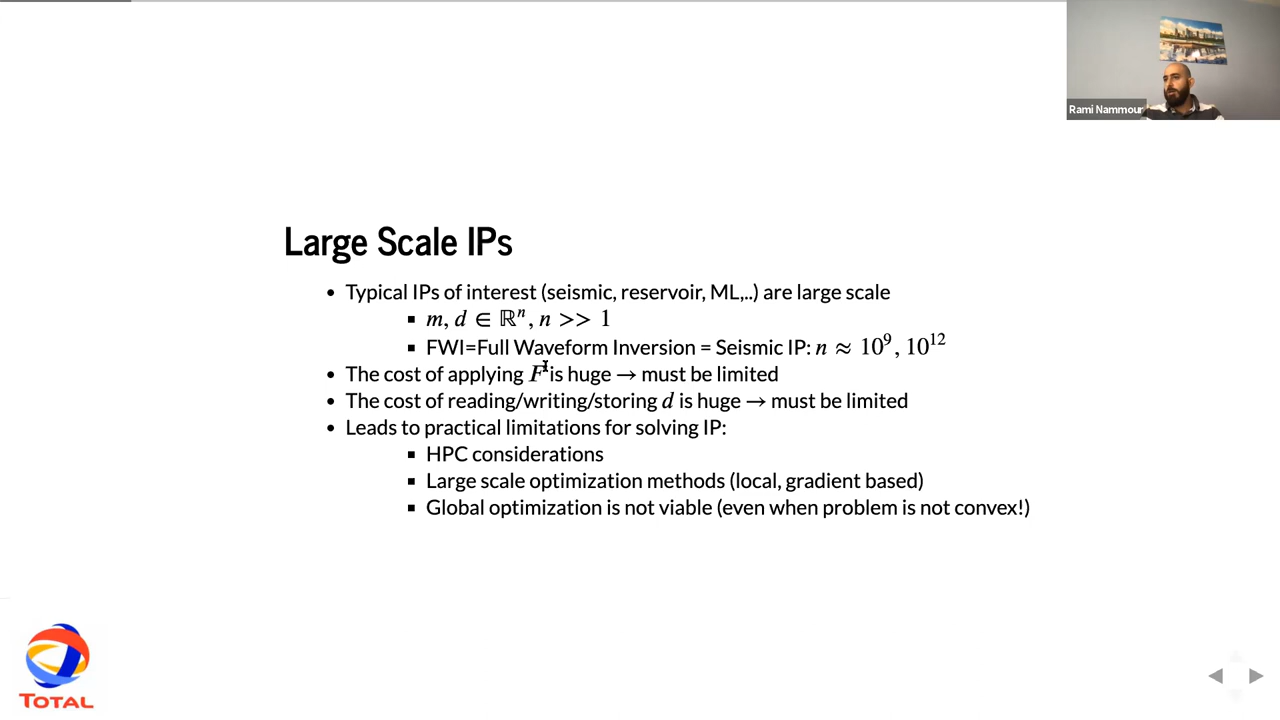 Rami Nammour
Large Scale IPs
• Typical IPs of interest (seismic, reservoir, ML,..) are large scale
▪ m, d ∈ ℝⁿ, n >> 1
▪ FWI=Full Waveform Inversion = Seismic IP: n ≈ 10⁹, 10¹²
• The cost of applying F is huge → must be limited
• The cost of reading/writing/storing d is huge → must be limited
• Leads to practical limitations for solving IP:
▪ HPC considerations
▪ Large scale optimization methods (local, gradient based)
▪ Global optimization is not viable (even when problem is not convex!)
TOTAL